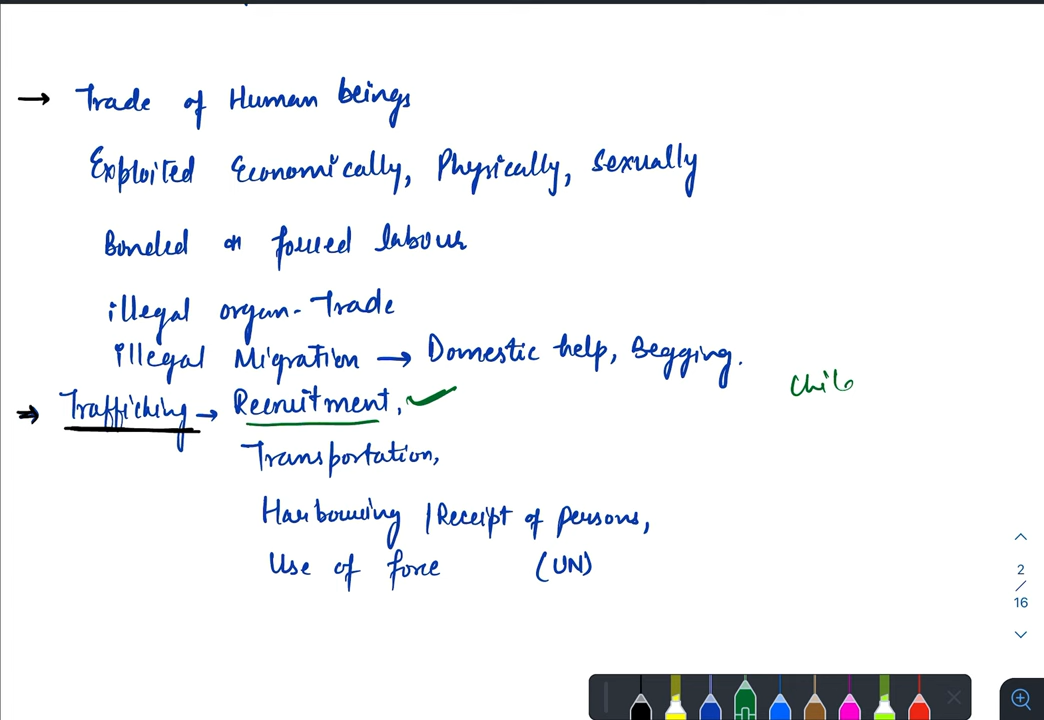 → Trade of Human beings
Exploited Economically, Physically, Sexually
Bonded or forced labour
illegal organ-Trade
illegal Migration → Domestic help, Begging.
Chil
→ Trafficking → Recruitment, ✓
Transportation,
Harbouring / Receipt of persons,
Use of force (UN)
2
/
16